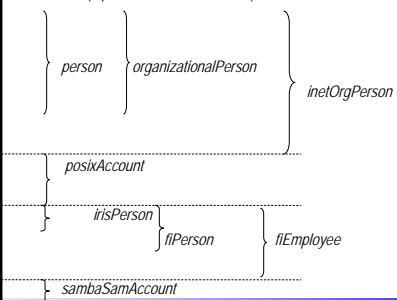 person
organizationalPerson
inetOrgPerson
posixAccount
irisPerson
fiPerson
fiEmployee
sambaSamAccount